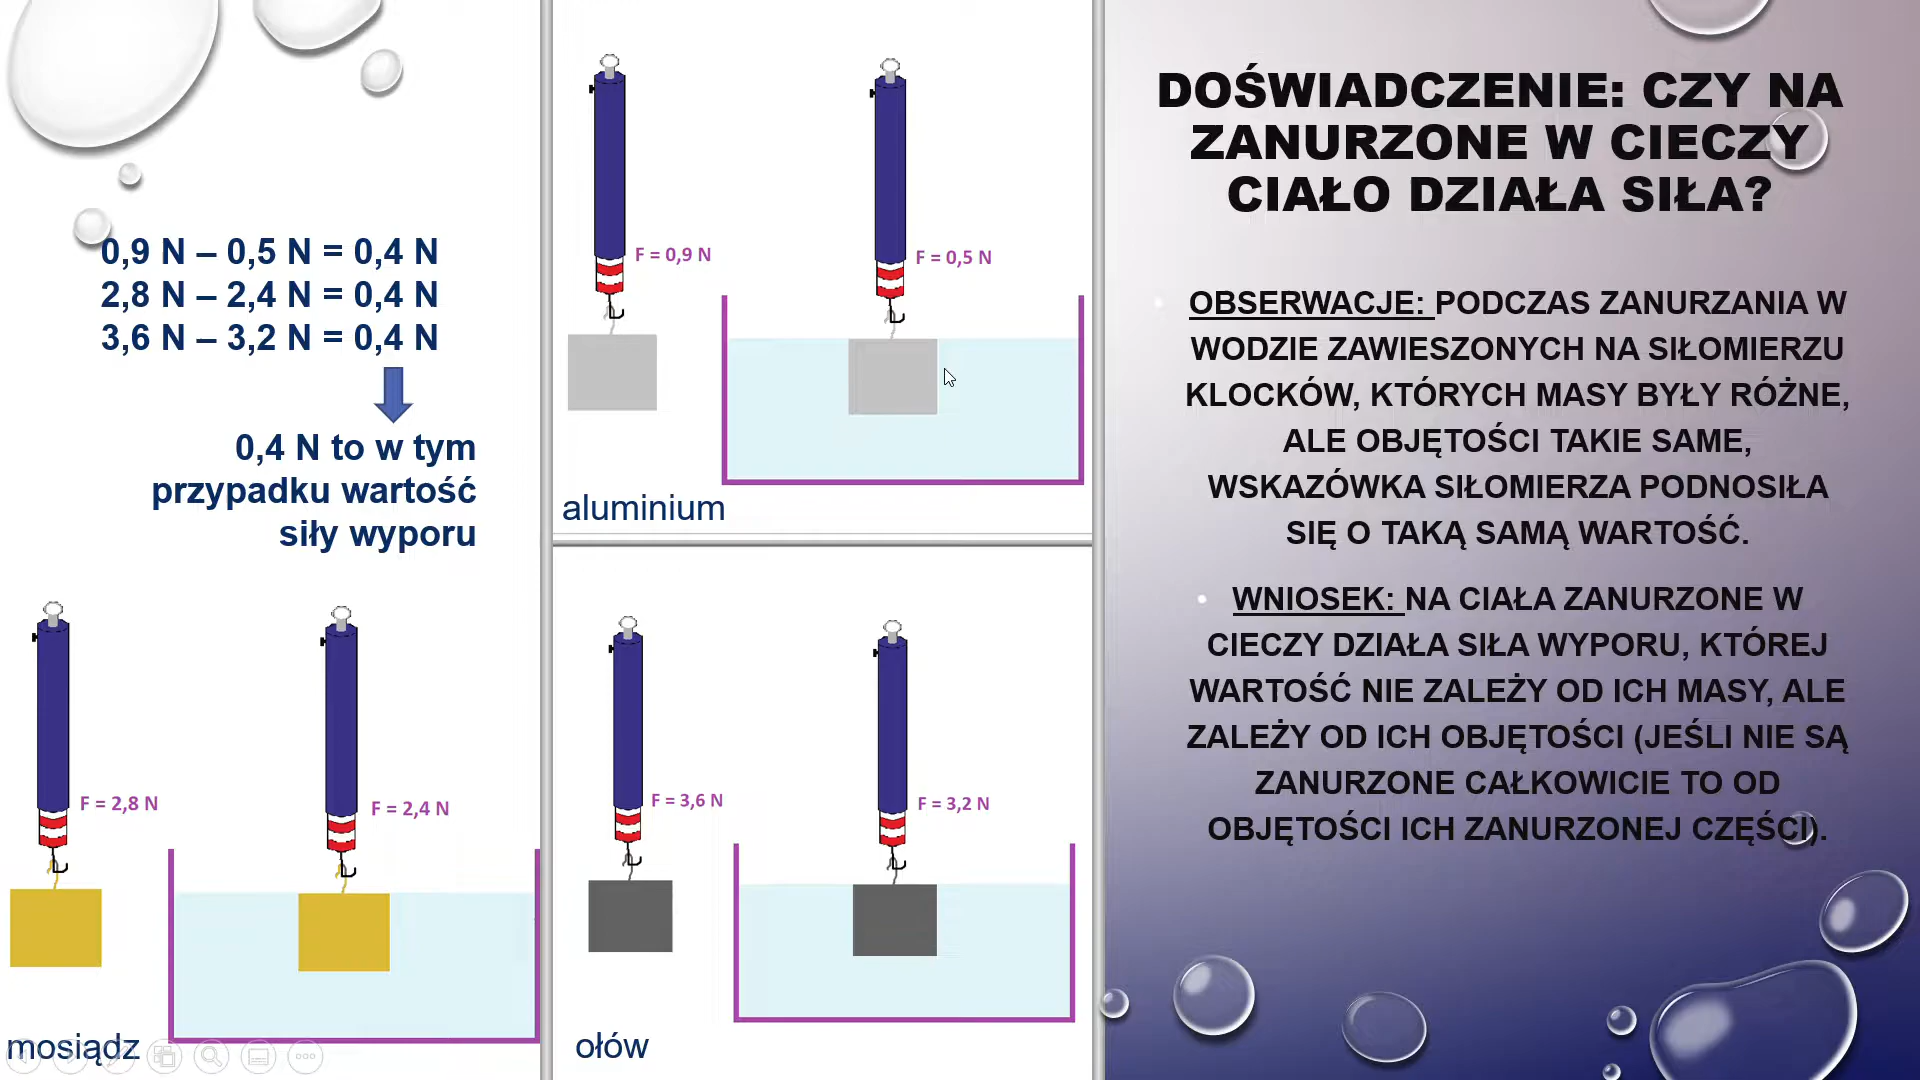 0,9 N – 0,5 N = 0,4 N
2,8 N – 2,4 N = 0,4 N
3,6 N – 3,2 N = 0,4 N
0,4 N to w tym
przypadku wartość
siły wyporu
F = 2,8 N
F = 2,4 N
mosiądz
F = 0,9 N
F = 0,5 N
aluminium
F = 3,6 N
F = 3,2 N
ołów
DOŚWIADCZENIE: CZY NA
ZANURZONE W CIECZY
CIAŁO DZIAŁA SIŁA?
OBSERWACJE: PODCZAS ZANURZANIA W
WODZIE ZAWIESZONYCH NA SIŁOMIERZU
KLOCKÓW, KTÓRYCH MASY BYŁY RÓŻNE,
ALE OBJĘTOŚCI TAKIE SAME,
WSKAZÓWKA SIŁOMIERZA PODNOSIŁA
SIĘ O TAKĄ SAMĄ WARTOŚĆ.
WNIOSEK: NA CIAŁA ZANURZONE W
CIECZY DZIAŁA SIŁA WYPORU, KTÓREJ
WARTOŚĆ NIE ZALEŻY OD ICH MASY, ALE
ZALEŻY OD ICH OBJĘTOŚCI (JEŚLI NIE SĄ
ZANURZONE CAŁKOWICIE TO OD
OBJĘTOŚCI ICH ZANURZONEJ CZĘŚCI).